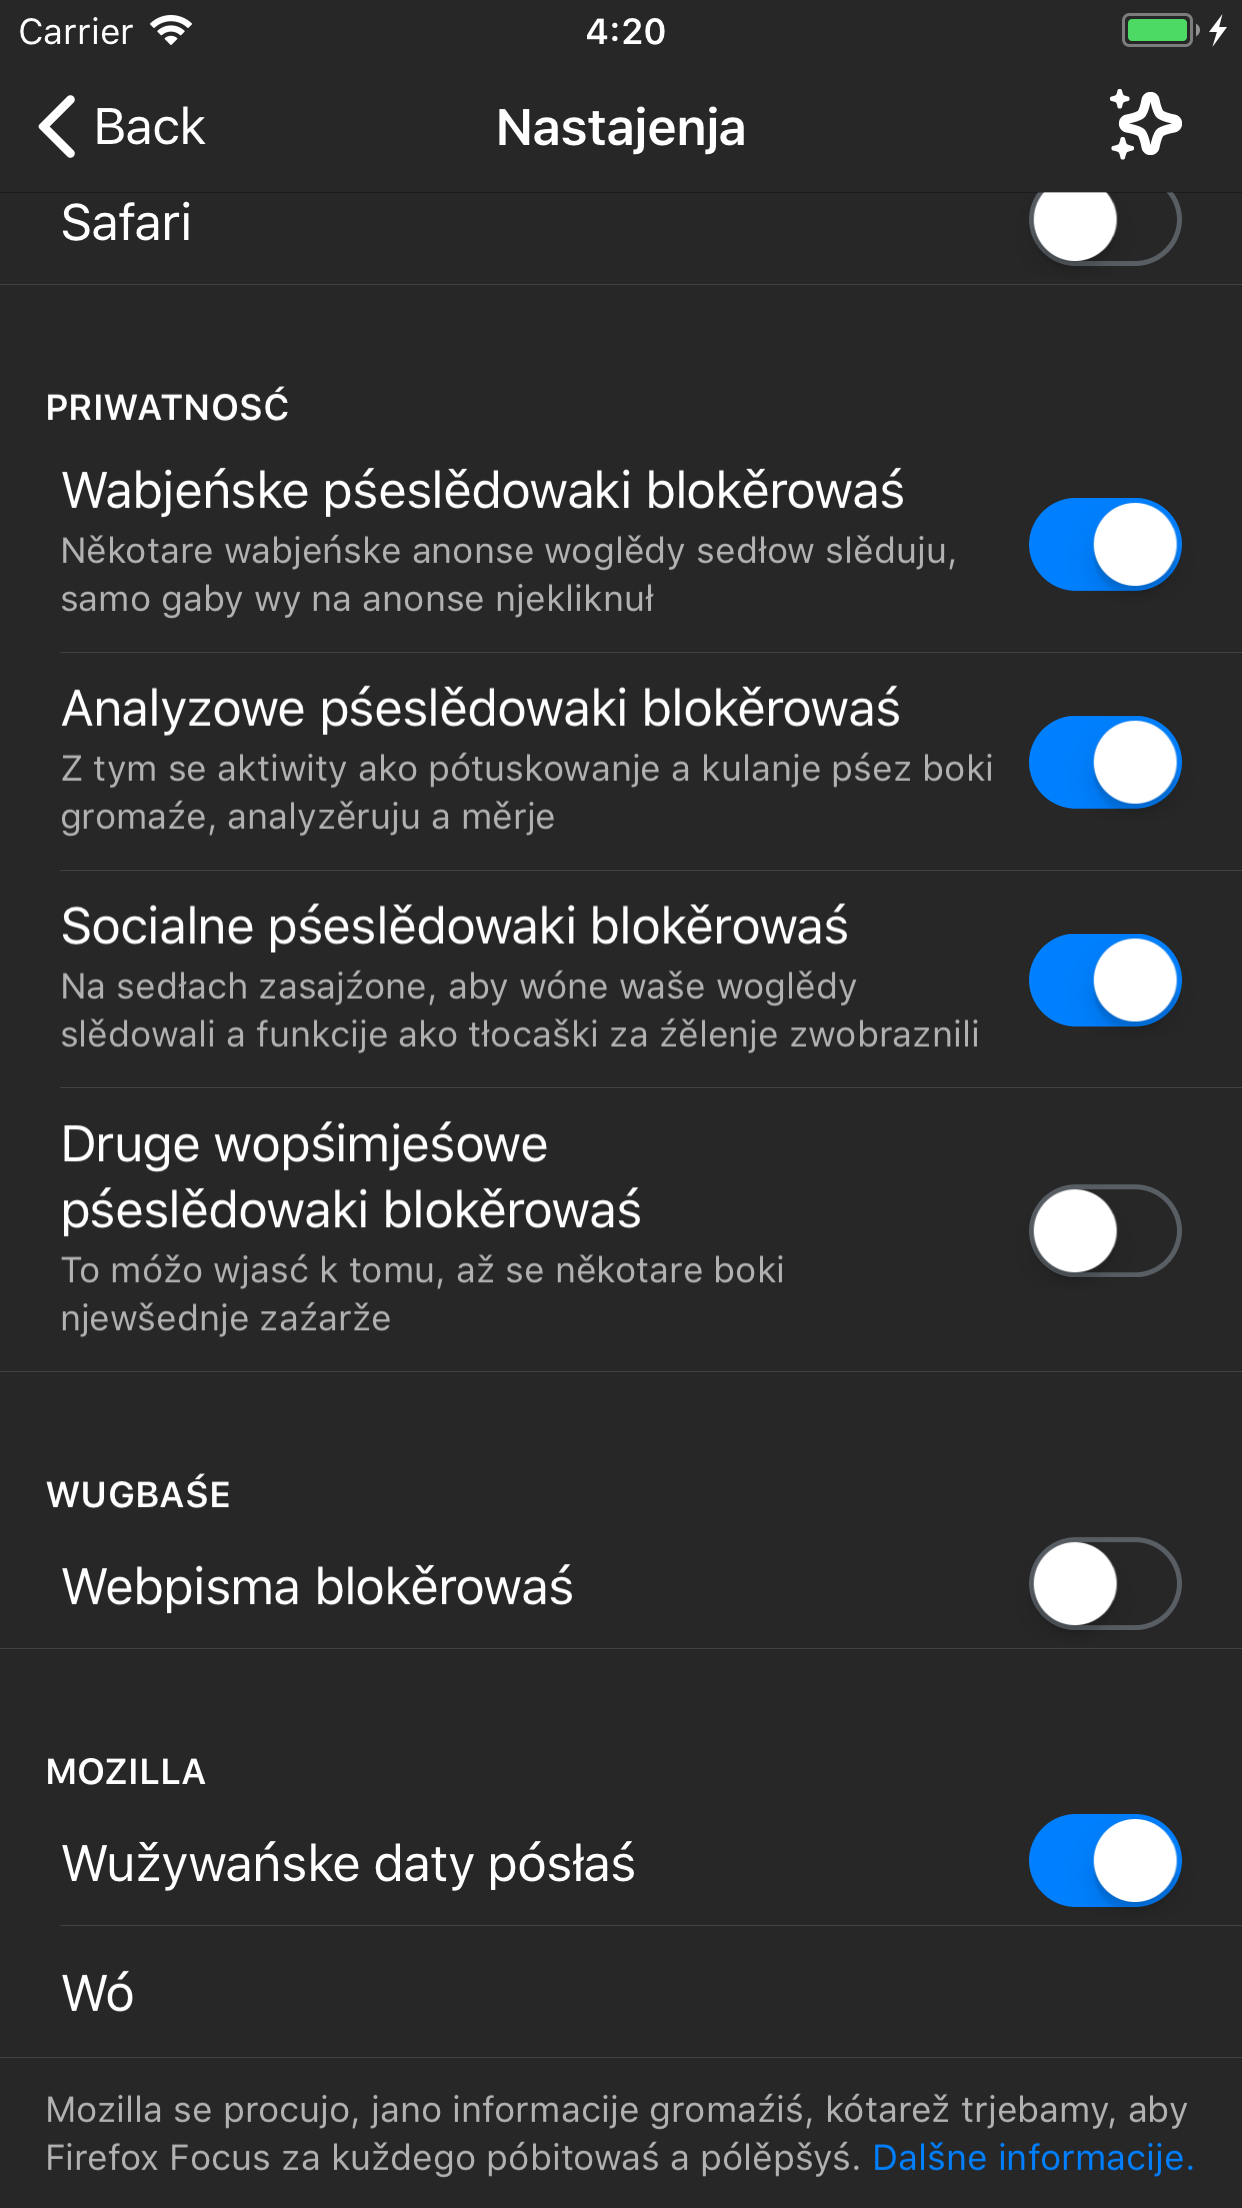 Carrier 4:20
Back Nastajenja
Safari
PRIWATNOSĆ
Wabjeńske pśeslědowaki blokěrowaś
Někotare wabjeńske anonse woglědy sedłow slěduju,
samo gaby wy na anonse njekliknuł
Analyzowe pśeslědowaki blokěrowaś
Z tym se aktiwity ako pótuskowanje a kulanje pśez boki
gromaźe, analyzěruju a měrje
Socialne pśeslědowaki blokěrowaś
Na sedłach zasajźone, aby wóne waše woglědy
slědowali a funkcije ako tłocaški za źělenje zwobraznili
Druge wopśimjeśowe
pśeslědowaki blokěrowaś
To móžo wjasć k tomu, až se někotare boki
njewšednje zaźarže
WUGBAŚE
Webpisma blokěrowaś
MOZILLA
Wužywańske daty pósłaś
Wó
Mozilla se procujo, jano informacije gromaźiś, kótarež trjebamy, aby
Firefox Focus za kuždego póbitowaś a pólěpšyś. Dalšne informacije.